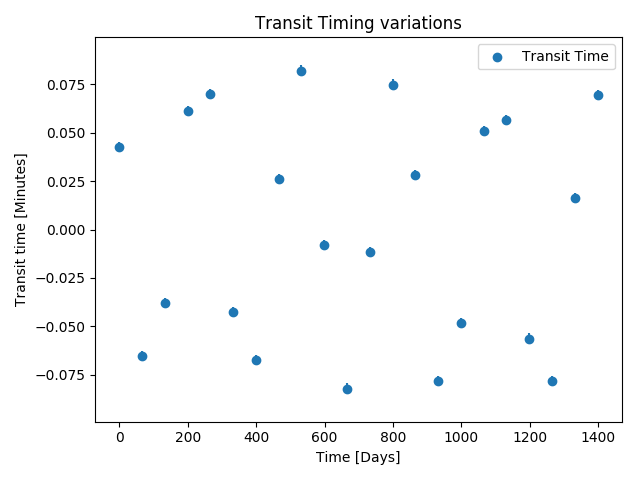 Transit Timing variations
Transit Time
Transit time [Minutes]
0.075
0.050
0.025
0.000
−0.025
−0.050
−0.075
0 200 400 600 800 1000 1200 1400
Time [Days]